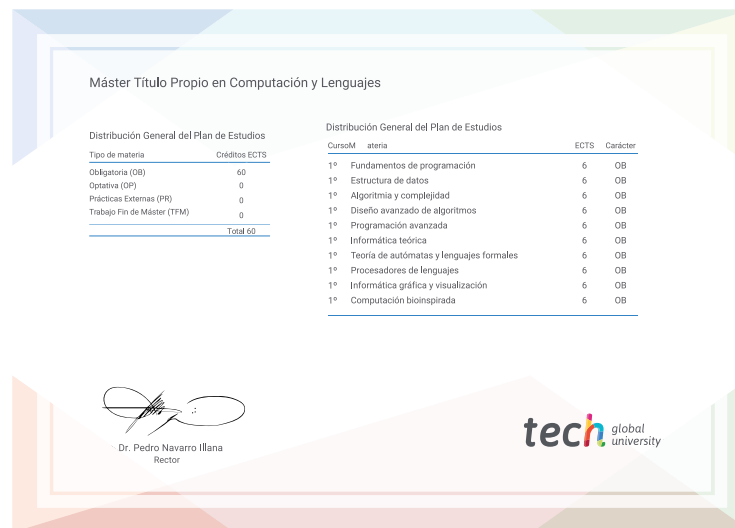 Máster Título Propio en Computación y Lenguajes
Distribución General del Plan de Estudios
Tipo de materia Créditos ECTS
Obligatoria (OB) 60
Optativa (OP) 0
Prácticas Externas (PR) 0
Trabajo Fin de Máster (TFM) 0
Total 60
Distribución General del Plan de Estudios
CursoM ateria ECTS Carácter
1º Fundamentos de programación 6 OB
1º Estructura de datos 6 OB
1º Algoritmia y complejidad 6 OB
1º Diseño avanzado de algoritmos 6 OB
1º Programación avanzada 6 OB
1º Informática teórica 6 OB
1º Teoría de autómatas y lenguajes formales 6 OB
1º Procesadores de lenguajes 6 OB
1º Informática gráfica y visualización 6 OB
1º Computación bioinspirada 6 OB
Dr. Pedro Navarro Illana
Rector
tech global
university